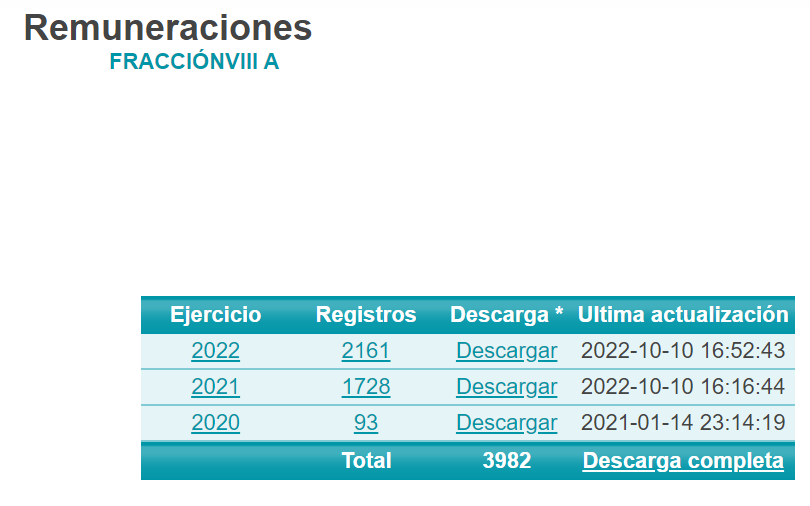 Remuneraciones
FRACCIÓNVIII A
Ejercicio Registros Descarga * Ultima actualización
2022 2161 Descargar 2022-10-10 16:52:43
2021 1728 Descargar 2022-10-10 16:16:44
2020 93 Descargar 2021-01-14 23:14:19
Total 3982 Descarga completa